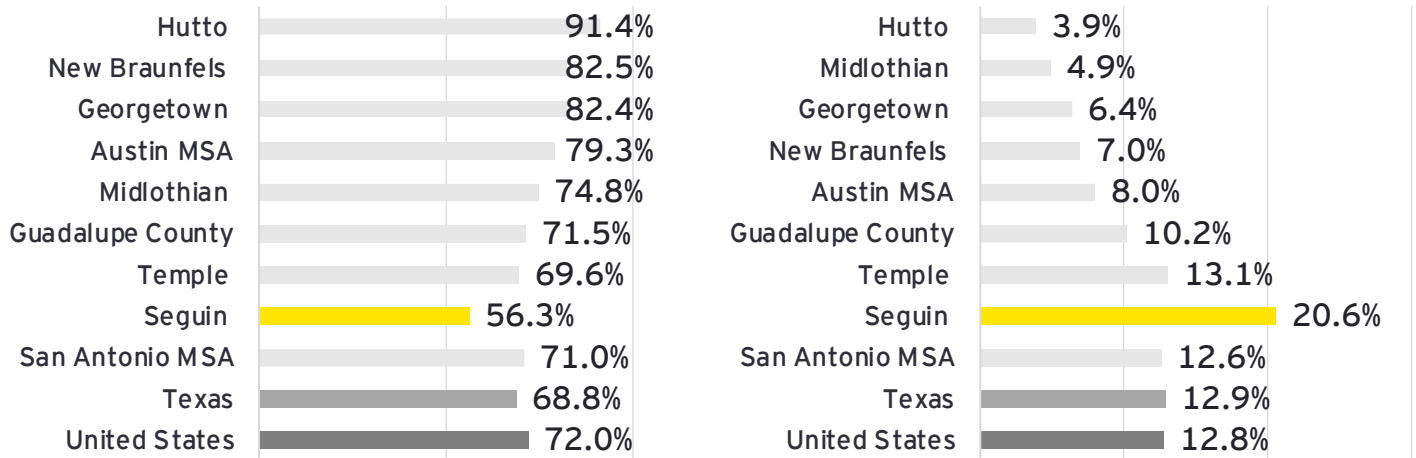 Hutto 91.4%
New Braunfels 82.5%
Georgetown 82.4%
Austin MSA 79.3%
Midlothian 74.8%
Guadalupe County 71.5%
Temple 69.6%
Seguin 56.3%
San Antonio MSA 71.0%
Texas 68.8%
United States 72.0%
Hutto 3.9%
Midlothian 4.9%
Georgetown 6.4%
New Braunfels 7.0%
Austin MSA 8.0%
Guadalupe County 10.2%
Temple 13.1%
Seguin 20.6%
San Antonio MSA 12.6%
Texas 12.9%
United States 12.8%